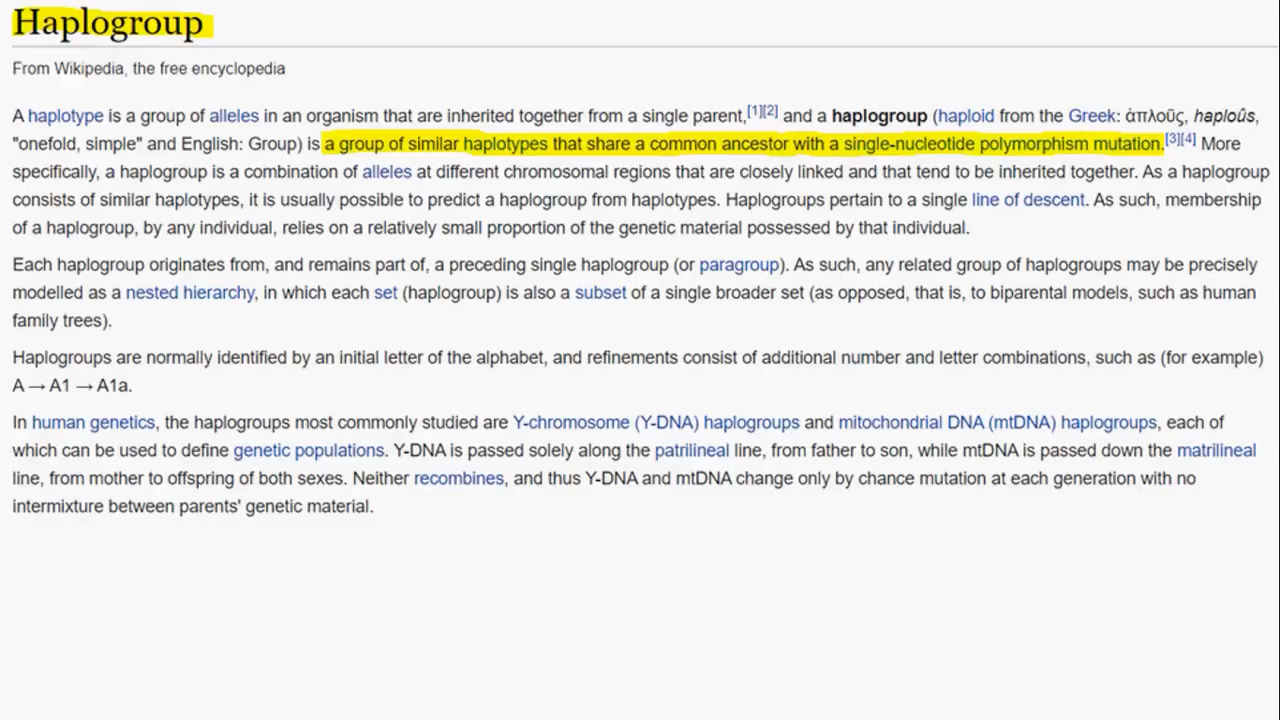 Haplogroup
From Wikipedia, the free encyclopedia
A haplotype is a group of alleles in an organism that are inherited together from a single parent,[1][2] and a haplogroup (haploid from the Greek: ἁπλοῦς, haploûs,
"onefold, simple" and English: Group) is a group of similar haplotypes that share a common ancestor with a single-nucleotide polymorphism mutation.[3][4] More
specifically, a haplogroup is a combination of alleles at different chromosomal regions that are closely linked and that tend to be inherited together. As a haplogroup
consists of similar haplotypes, it is usually possible to predict a haplogroup from haplotypes. Haplogroups pertain to a single line of descent. As such, membership
of a haplogroup, by any individual, relies on a relatively small proportion of the genetic material possessed by that individual.
Each haplogroup originates from, and remains part of, a preceding single haplogroup (or paragroup). As such, any related group of haplogroups may be precisely
modelled as a nested hierarchy, in which each set (haplogroup) is also a subset of a single broader set (as opposed, that is, to biparental models, such as human
family trees).
Haplogroups are normally identified by an initial letter of the alphabet, and refinements consist of additional number and letter combinations, such as (for example)
A → A1 → A1a.
In human genetics, the haplogroups most commonly studied are Y-chromosome (Y-DNA) haplogroups and mitochondrial DNA (mtDNA) haplogroups, each of
which can be used to define genetic populations. Y-DNA is passed solely along the patrilineal line, from father to son, while mtDNA is passed down the matrilineal
line, from mother to offspring of both sexes. Neither recombines, and thus Y-DNA and mtDNA change only by chance mutation at each generation with no
intermixture between parents' genetic material.